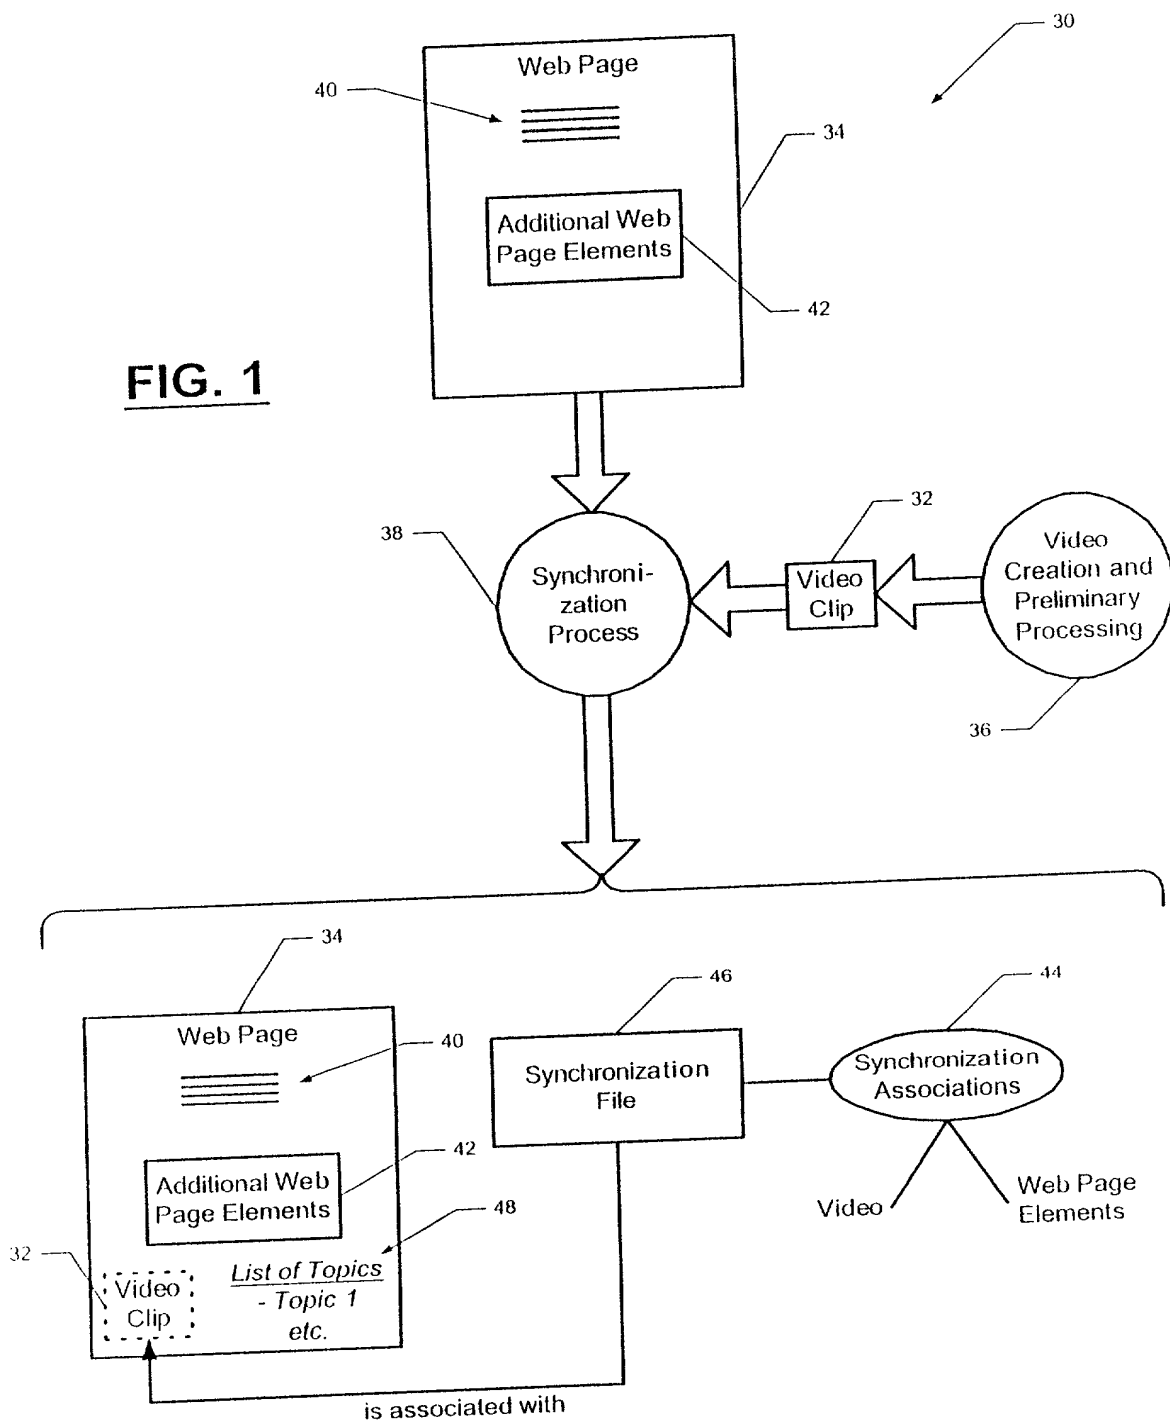 30
Web Page
40
34
Additional Web
Page Elements
42
FIG. 1
38
Synchroni-
zation
Process
32
Video
Clip
Video
Creation and
Preliminary
Processing
36
34
Web Page
40
Additional Web
Page Elements
42
48
32
Video
Clip
List of Topics
- Topic 1
etc.
46
Synchronization
File
44
Synchronization
Associations
Video
Web Page
Elements
is associated with